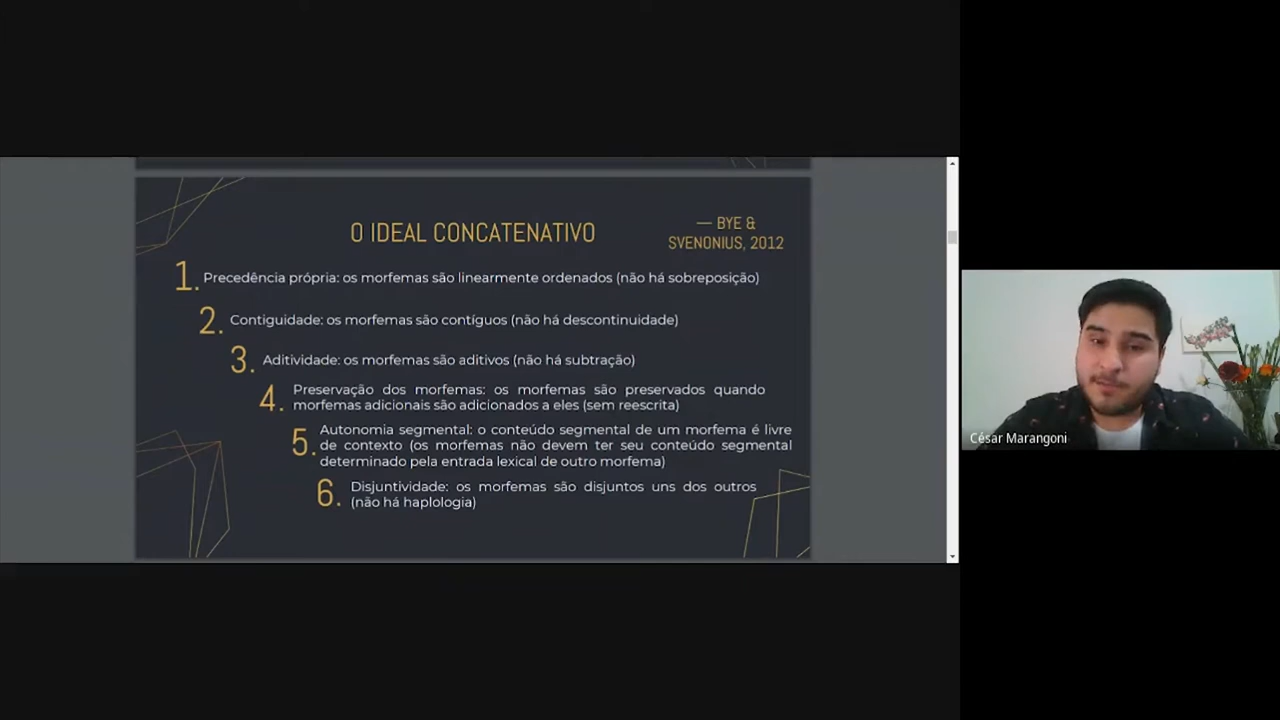 O IDEAL CONCATENATIVO
— BYE &
SVENONIUS, 2012
1. Precedência própria: os morfemas são linearmente ordenados (não há sobreposição)
2. Contiguidade: os morfemas são contíguos (não há descontinuidade)
3. Aditividade: os morfemas são aditivos (não há subtração)
4. Preservação dos morfemas: os morfemas são preservados quando
morfemas adicionais são adicionados a eles (sem reescrita)
5. Autonomia segmental: o conteúdo segmental de um morfema é livre
de contexto (os morfemas não devem ter seu conteúdo segmental
determinado pela entrada lexical de outro morfema)
6. Disjuntividade: os morfemas são disjuntos uns dos outros
(não há haplologia)
César Marangoni